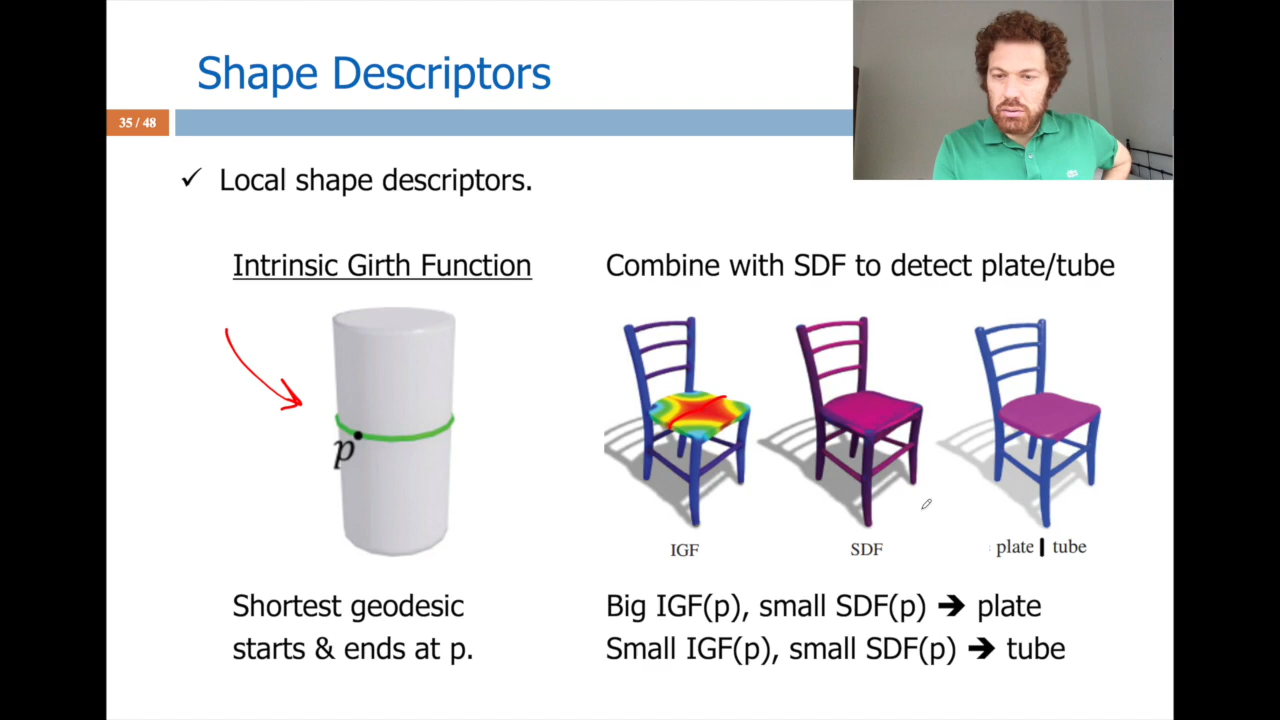 Shape Descriptors
35 / 48
✓ Local shape descriptors.
Intrinsic Girth Function
Combine with SDF to detect plate/tube
p
IGF
SDF
plate | tube
Shortest geodesic
starts & ends at p.
Big IGF(p), small SDF(p) ➔ plate
Small IGF(p), small SDF(p) ➔ tube